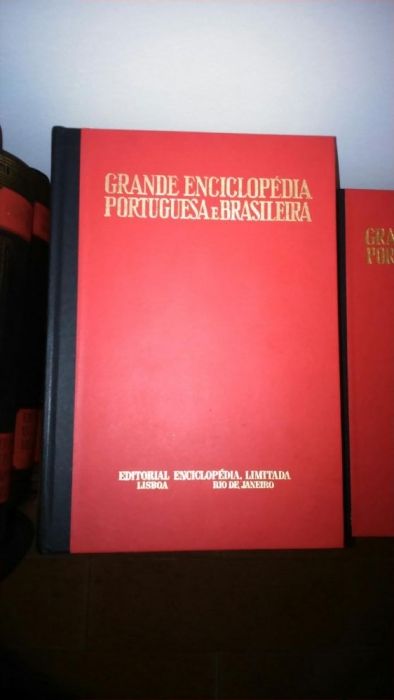 GRANDE ENCICLOPÉDIA
PORTUGUESA E BRASILEIRA
EDITORIAL ENCICLOPÉDIA, LIMITADA
LISBOA RIO DE JANEIRO